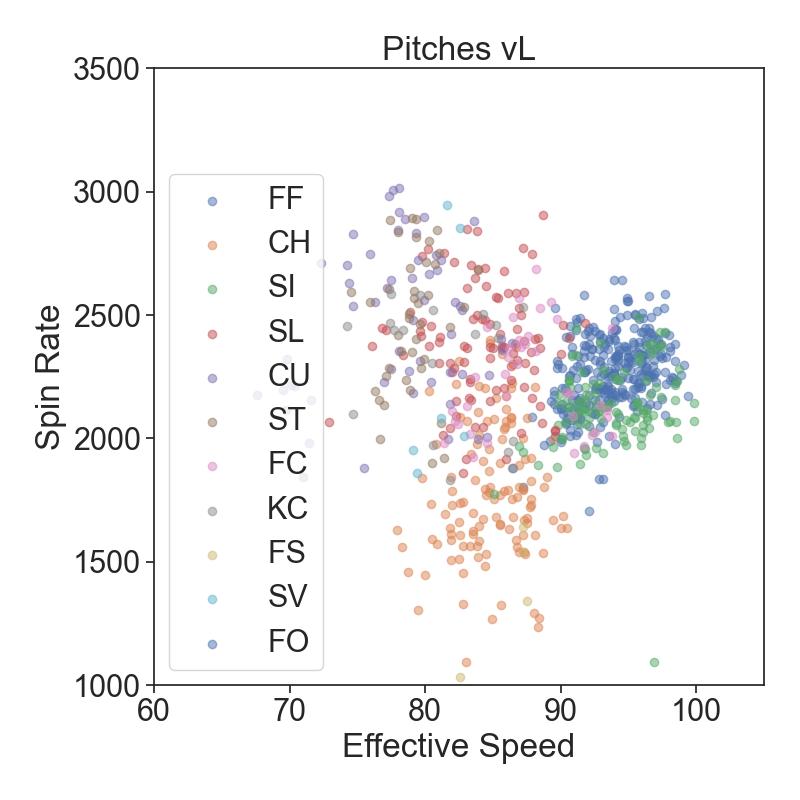 Pitches vL
3500
3000
2500
2000
1500
1000
Spin Rate
FF
CH
SI
SL
CU
ST
FC
KC
FS
SV
FO
60 70 80 90 100
Effective Speed